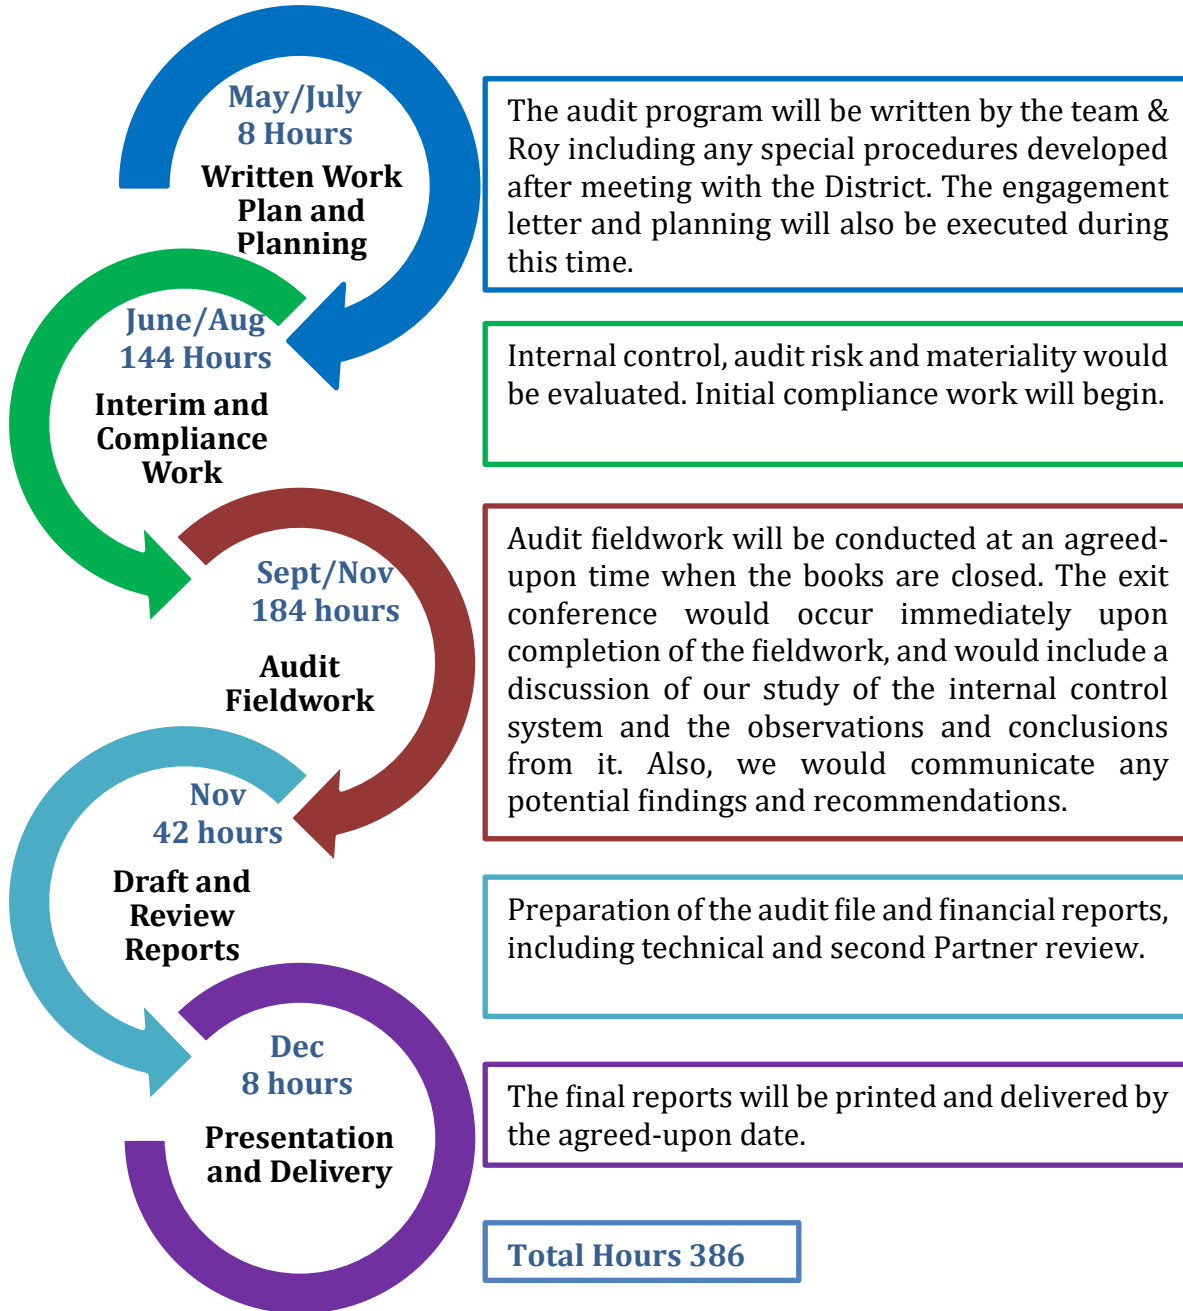 May/July
8 Hours
Written Work
Plan and
Planning
The audit program will be written by the team &
Roy including any special procedures developed
after meeting with the District. The engagement
letter and planning will also be executed during
this time.
June/Aug
144 Hours
Interim and
Compliance
Work
Internal control, audit risk and materiality would
be evaluated. Initial compliance work will begin.
Sept/Nov
184 hours
Audit
Fieldwork
Audit fieldwork will be conducted at an agreed-
upon time when the books are closed. The exit
conference would occur immediately upon
completion of the fieldwork, and would include a
discussion of our study of the internal control
system and the observations and conclusions
from it. Also, we would communicate any
potential findings and recommendations.
Nov
42 hours
Draft and
Review
Reports
Preparation of the audit file and financial reports,
including technical and second Partner review.
Dec
8 hours
Presentation
and Delivery
The final reports will be printed and delivered by
the agreed-upon date.
Total Hours 386